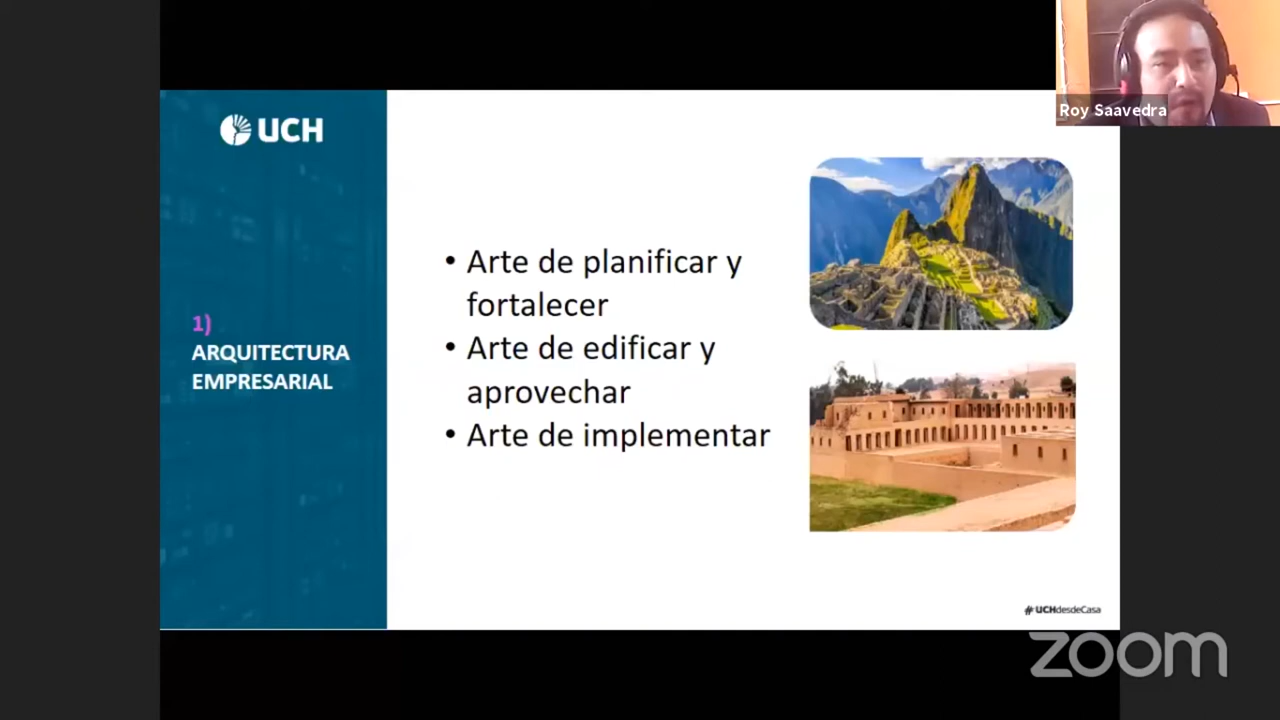 Roy Saavedra
UCH
1)
ARQUITECTURA
EMPRESARIAL
• Arte de planificar y
fortalecer
• Arte de edificar y
aprovechar
• Arte de implementar
#UCHdesdeCasa
zoom